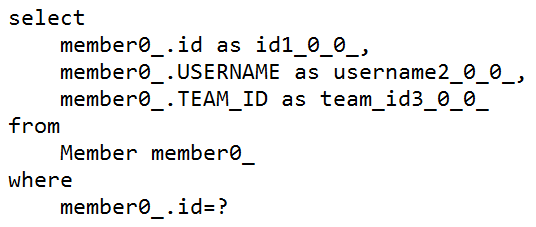 select
    member0_.id as id1_0_0_,
    member0_.USERNAME as username2_0_0_,
    member0_.TEAM_ID as team_id3_0_0_
from
    Member member0_
where
    member0_.id=?